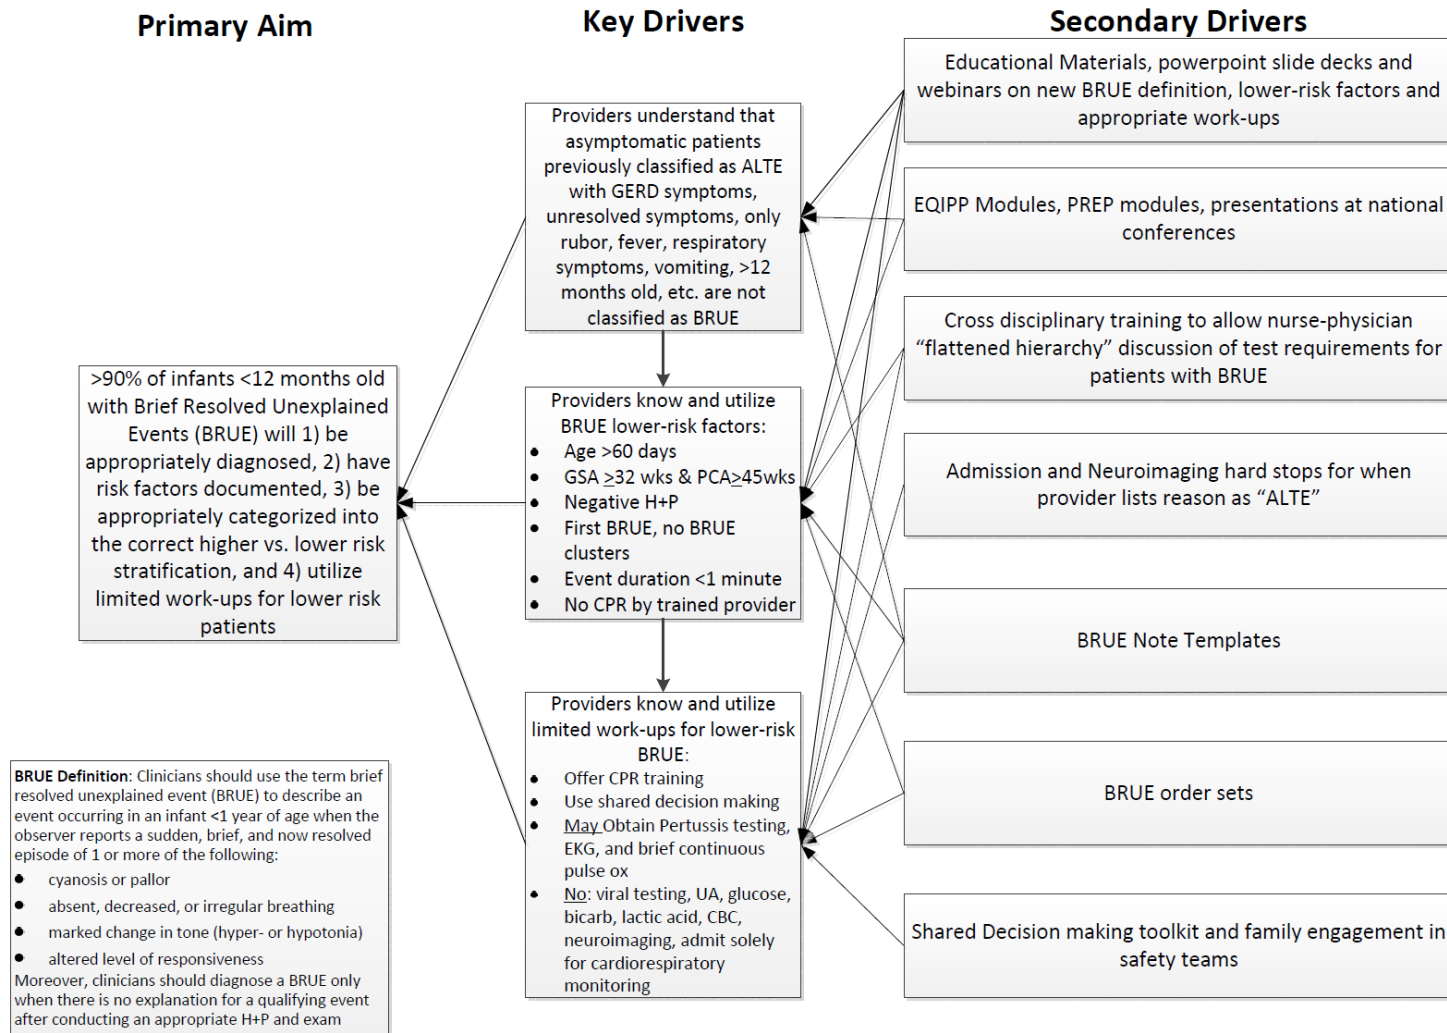 Primary Aim
Key Drivers
Secondary Drivers
>90% of infants <12 months old
with Brief Resolved Unexplained
Events (BRUE) will 1) be
appropriately diagnosed, 2) have
risk factors documented, 3) be
appropriately categorized into
the correct higher vs. lower risk
stratification, and 4) utilize
limited work-ups for lower risk
patients
BRUE Definition: Clinicians should use the term brief
resolved unexplained event (BRUE) to describe an
event occurring in an infant <1 year of age when the
observer reports a sudden, brief, and now resolved
episode of 1 or more of the following:
● cyanosis or pallor
● absent, decreased, or irregular breathing
● marked change in tone (hyper- or hypotonia)
● altered level of responsiveness
Moreover, clinicians should diagnose a BRUE only
when there is no explanation for a qualifying event
after conducting an appropriate H+P and exam
Providers understand that
asymptomatic patients
previously classified as ALTE
with GERD symptoms,
unresolved symptoms, only
rubor, fever, respiratory
symptoms, vomiting, >12
months old, etc. are not
classified as BRUE
Providers know and utilize
BRUE lower-risk factors:
● Age >60 days
● GSA ≥32 wks & PCA≥45wks
● Negative H+P
● First BRUE, no BRUE
clusters
● Event duration <1 minute
● No CPR by trained provider
Providers know and utilize
limited work-ups for lower-risk
BRUE:
● Offer CPR training
● Use shared decision making
● May Obtain Pertussis testing,
EKG, and brief continuous
pulse ox
● No: viral testing, UA, glucose,
bicarb, lactic acid, CBC,
neuroimaging, admit solely
for cardiorespiratory
monitoring
Educational Materials, powerpoint slide decks and
webinars on new BRUE definition, lower-risk factors and
appropriate work-ups
EQIPP Modules, PREP modules, presentations at national
conferences
Cross disciplinary training to allow nurse-physician
“flattened hierarchy” discussion of test requirements for
patients with BRUE
Admission and Neuroimaging hard stops for when
provider lists reason as “ALTE”
BRUE Note Templates
BRUE order sets
Shared Decision making toolkit and family engagement in
safety teams